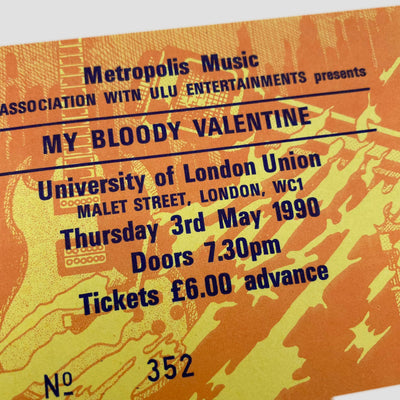 Metropolis Music
ASSOCIATION WITN ULU ENTERTAINMENTS presents
MY BLOODY VALENTINE
University of London Union
MALET STREET, LONDON, WC1
Thursday 3rd May 1990
Doors 7.30pm
Tickets £6.00 advance
Nº 352